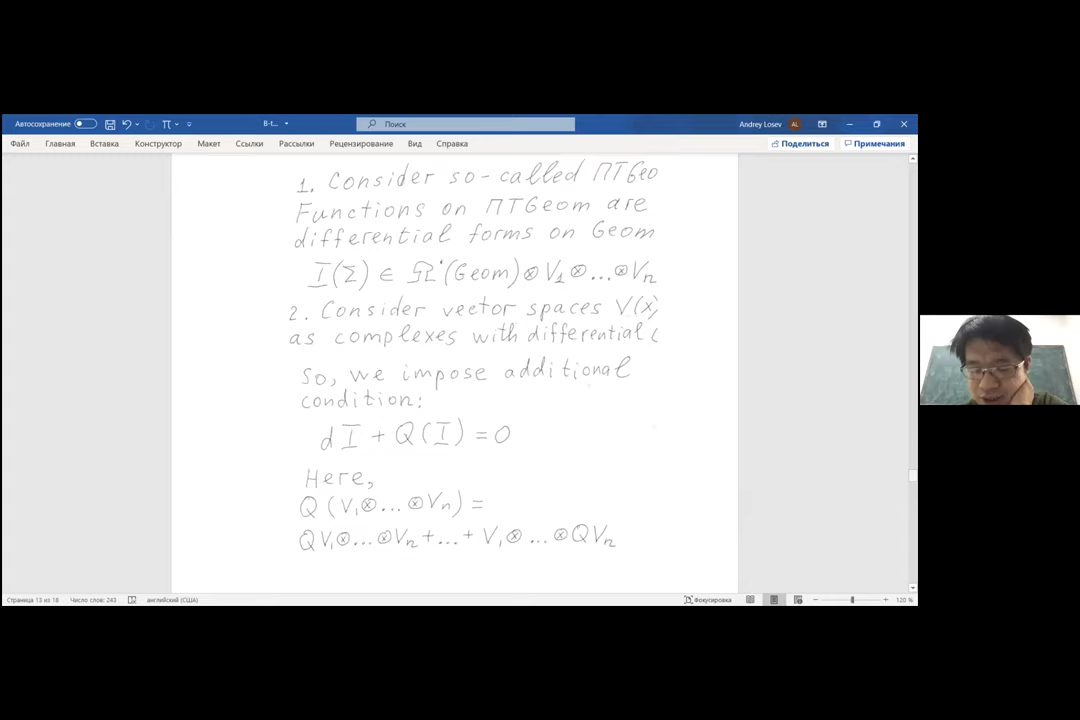 Автосохранение
B-t...
Поиск
Andrey Losev
AL
Файл
Главная
Вставка
Конструктор
Макет
Ссылки
Рассылки
Рецензирование
Вид
Справка
Поделиться
Примечания
1. Consider so-called ΠTGeo
Functions on ΠTGeom are
differential forms on Geom
I(Σ) ∈ Ω˙(Geom)⊗V₁⊗...⊗Vₙ
2. Consider vector spaces V(x)
as complexes with differential (
So, we impose additional
condition:
dI + Q(I) = 0
Here,
Q(V₁⊗...⊗Vₙ) =
QV₁⊗...⊗Vₙ+...+V₁⊗...⊗QVₙ
Страница 13 из 18
Число слов: 243
английский (США)
Фокусировка
120 %